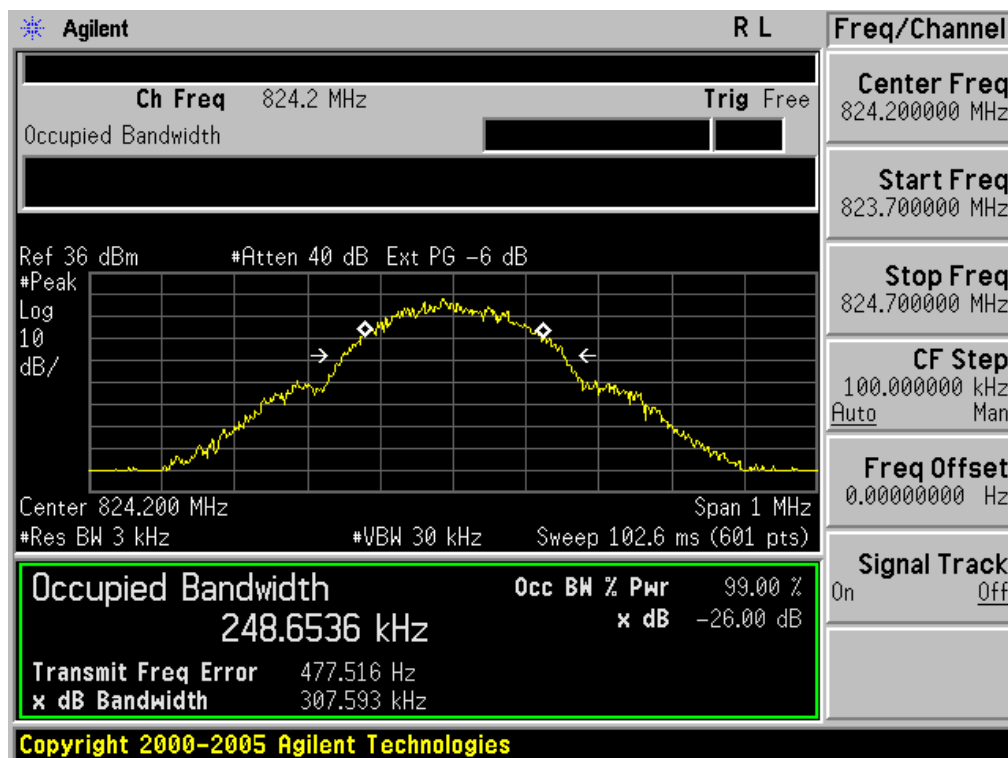 Agilent R L Freq/Channel
Ch Freq 824.2 MHz Trig Free
Occupied Bandwidth
Center Freq
824.200000 MHz
Start Freq
823.700000 MHz
Stop Freq
824.700000 MHz
CF Step
100.000000 kHz
Auto Man
Freq Offset
0.00000000 Hz
Signal Track
On Off
Ref 36 dBm #Atten 40 dB Ext PG -6 dB
#Peak
Log
10
dB/
Center 824.200 MHz Span 1 MHz
#Res BW 3 kHz #VBW 30 kHz Sweep 102.6 ms (601 pts)
Occupied Bandwidth Occ BW % Pwr 99.00 %
248.6536 kHz x dB -26.00 dB
Transmit Freq Error 477.516 Hz
x dB Bandwidth 307.593 kHz
Copyright 2000-2005 Agilent Technologies